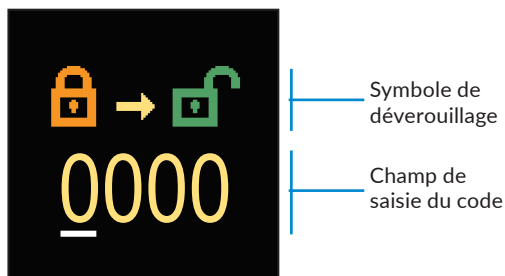 Symbole de
déverouillage
0000
Champ de
saisie du code